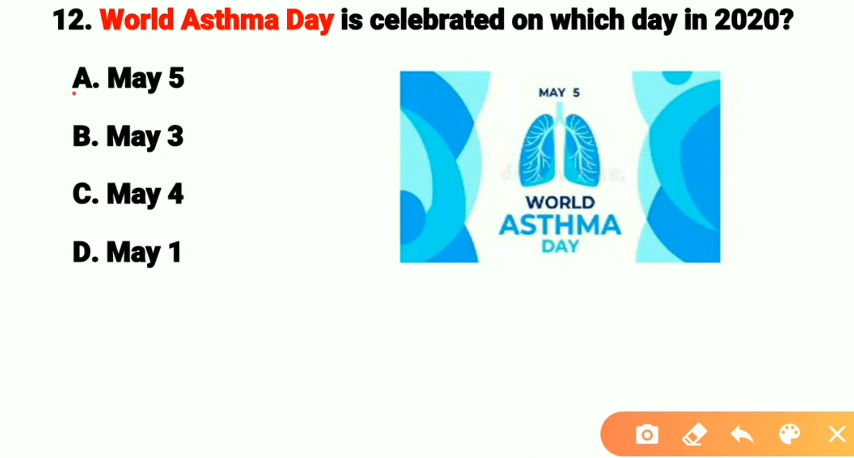 12. World Asthma Day is celebrated on which day in 2020?
A. May 5
B. May 3
C. May 4
D. May 1
MAY 5
WORLD
ASTHMA
DAY